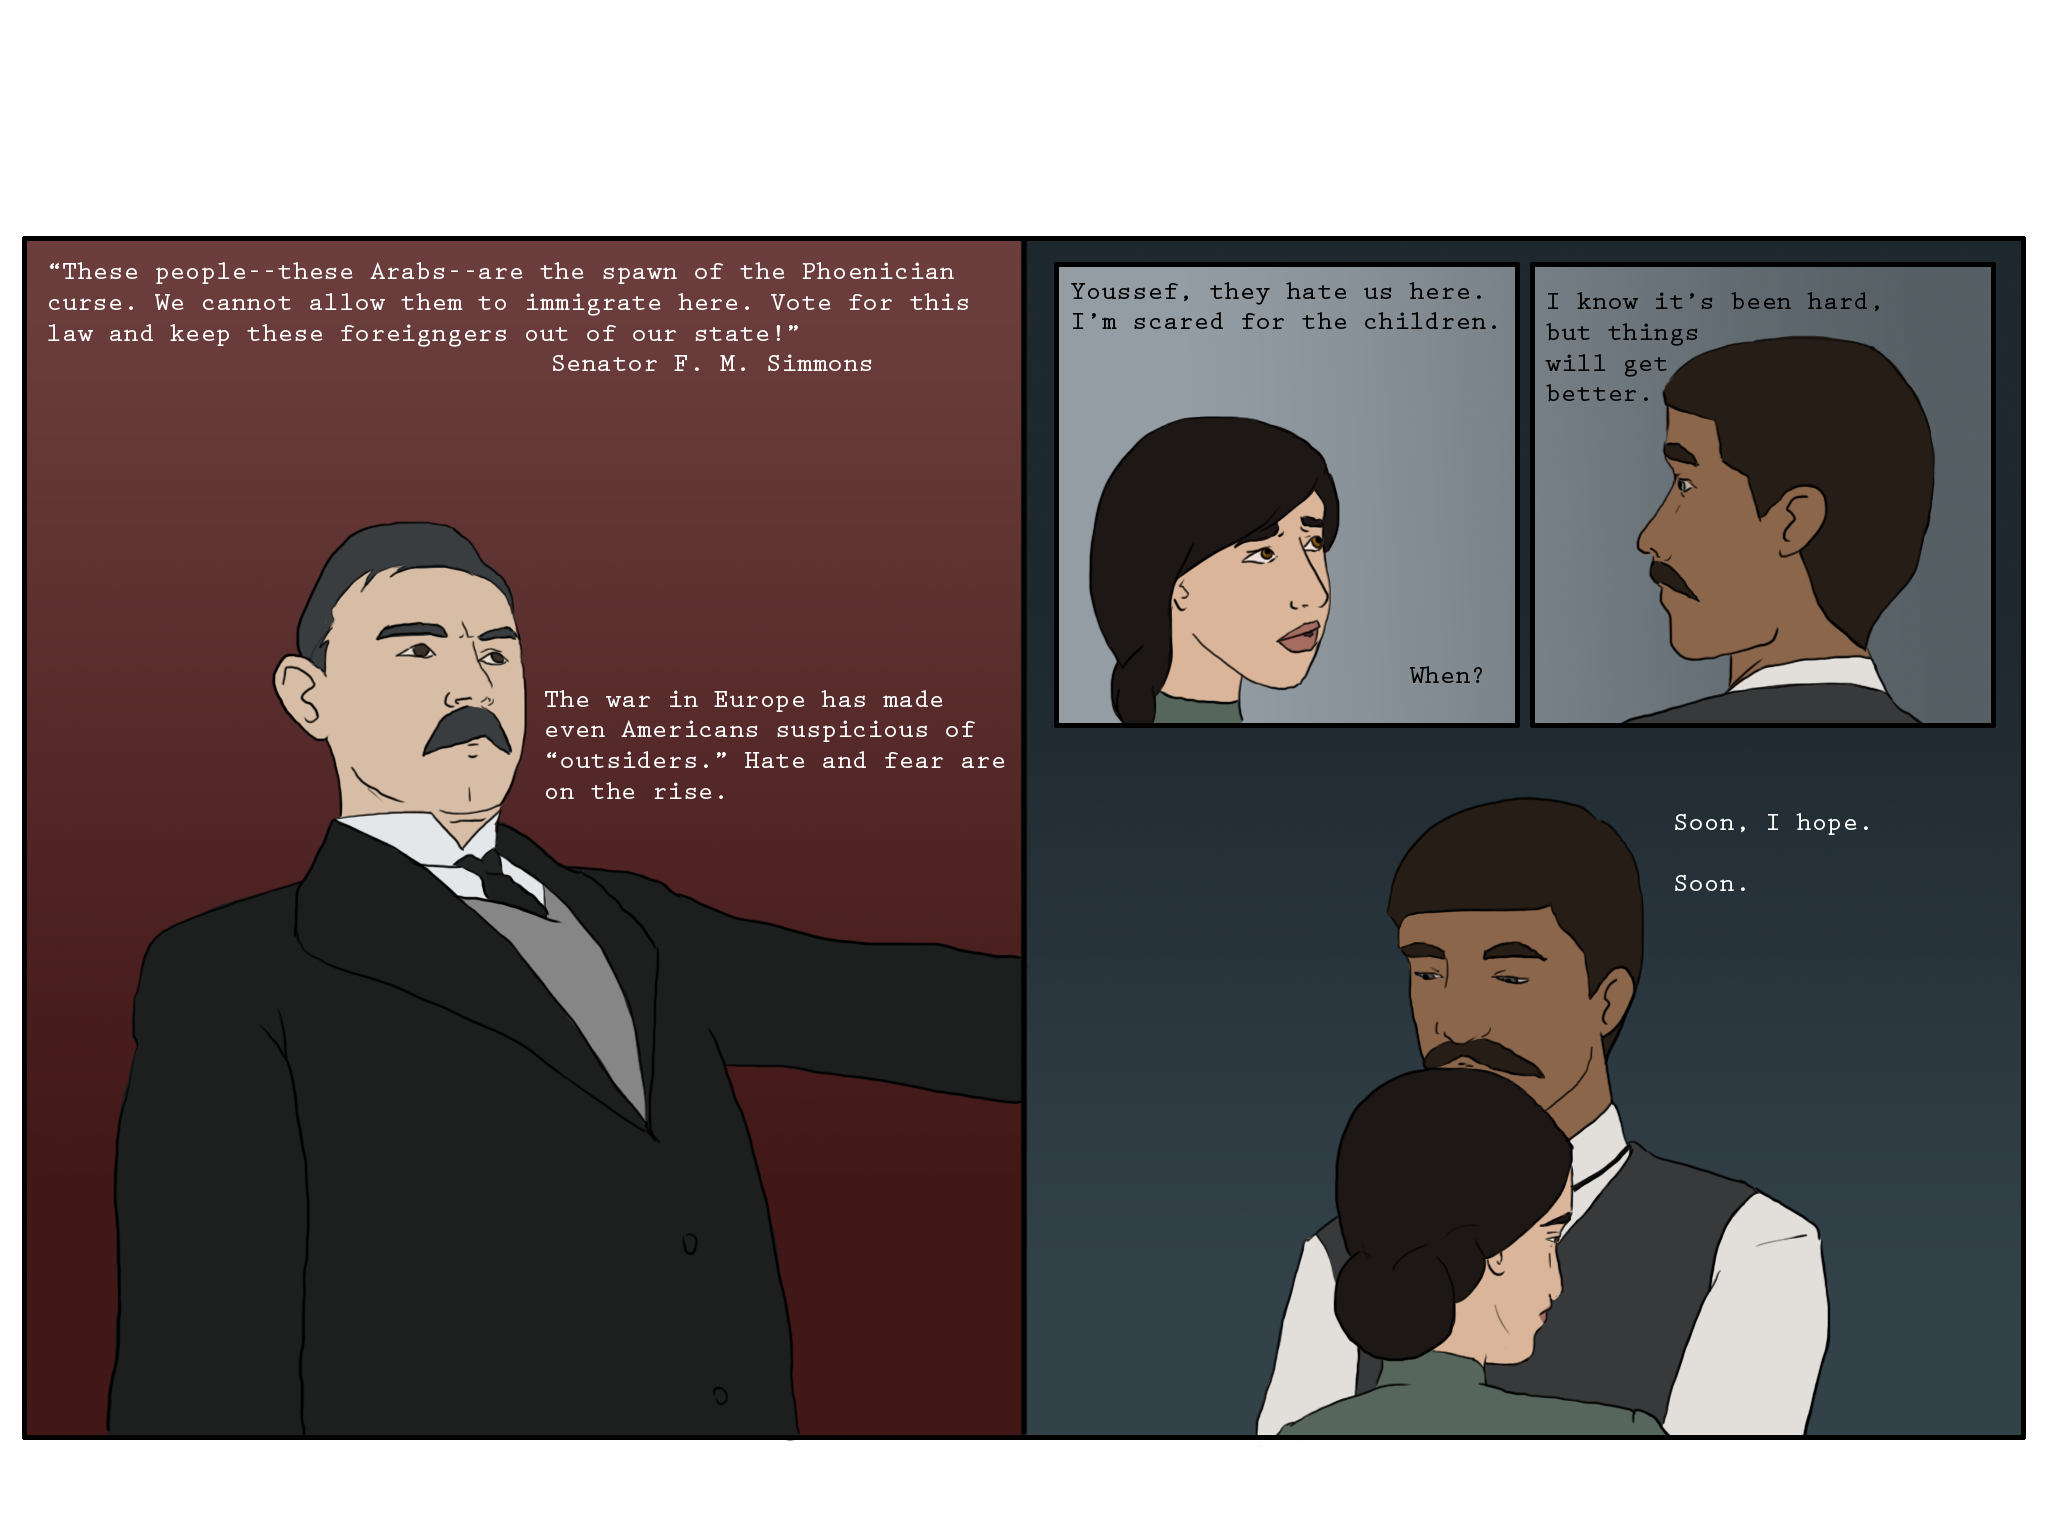 “These people--these Arabs--are the spawn of the Phoenician
curse. We cannot allow them to immigrate here. Vote for this
law and keep these foreigngers out of our state!”
Senator F. M. Simmons
The war in Europe has made
even Americans suspicious of
“outsiders.” Hate and fear are
on the rise.
Youssef, they hate us here.
I’m scared for the children.
I know it’s been hard,
but things
will get
better.
When?
Soon, I hope.
Soon.